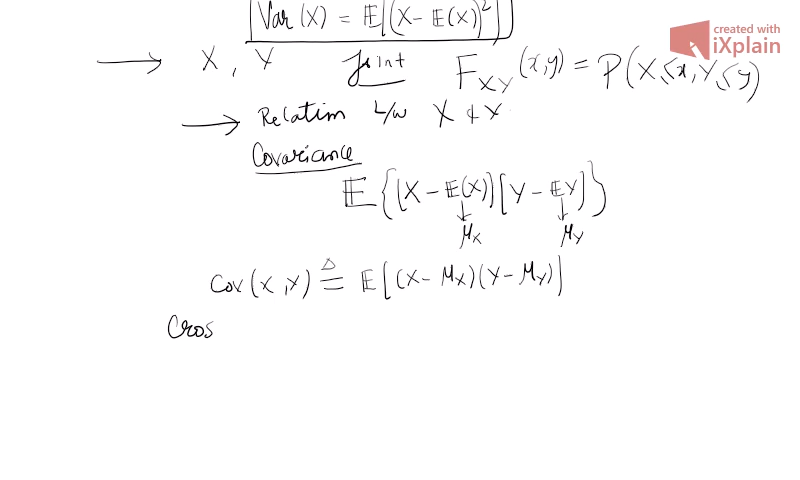 Var(X) = 𝔼[(X - 𝔼(X))²]
created with
iXplain
→ X, Y Joint F_XY(x,y) = P(X≤x, Y≤y)
→ Relation b/w X & Y
Covariance
𝔼{[X - 𝔼(X)][Y - 𝔼Y]}
↓ ↓
μ_X μ_Y
Cov(X,Y) ≜ 𝔼[(X - μ_X)(Y - μ_Y)]
Cros